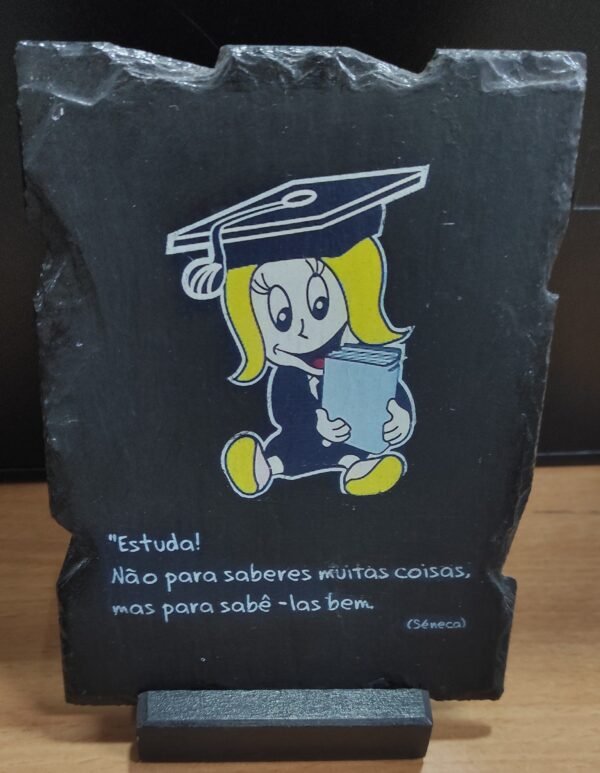 "Estuda!
Não para saberes muitas coisas,
mas para sabê-las bem.
(Séneca)